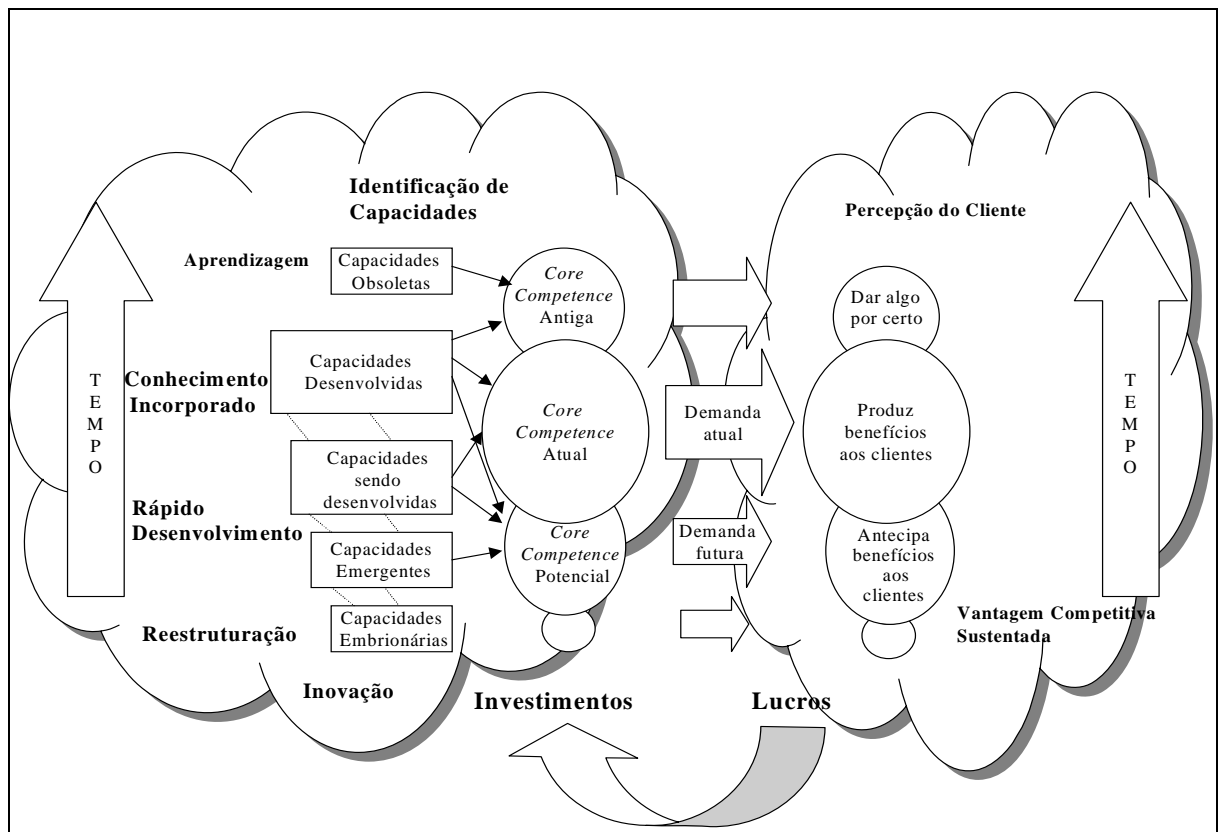 Identificação de
Capacidades
Aprendizagem
Capacidades
Obsoletas
Core
Competence
Antiga
TEMPO
Conhecimento
Incorporado
Capacidades
Desenvolvidas
Core
Competence
Atual
Capacidades
sendo
desenvolvidas
Rápido
Desenvolvimento
Capacidades
Emergentes
Core
Competence
Potencial
Reestruturação
Capacidades
Embrionárias
Inovação
Demanda
atual
Demanda
futura
Percepção do Cliente
Dar algo
por certo
Produz
benefícios
aos clientes
Antecipa
benefícios
aos
clientes
TEMPO
Vantagem Competitiva
Sustentada
Investimentos
Lucros